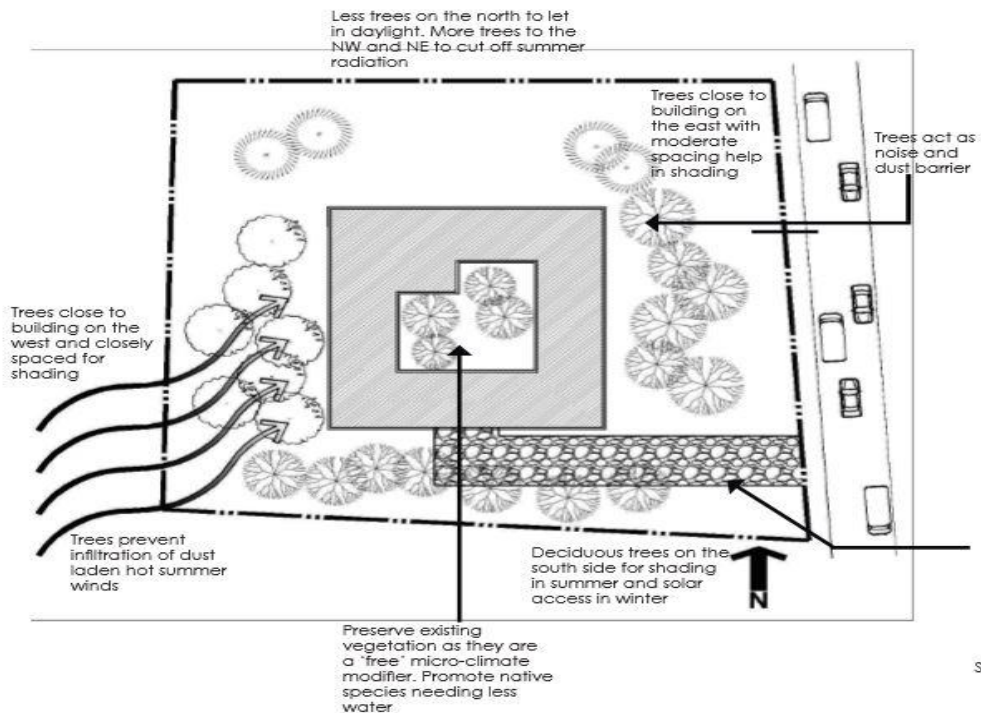 Less trees on the north to let
in daylight. More trees to the
NW and NE to cut off summer
radiation
Trees close to
building on
the east with
moderate
spacing help
in shading
Trees act as
noise and
dust barrier
Trees close to
building on the
west and closely
spaced for
shading
Trees prevent
infiltration of dust
laden hot summer
winds
Deciduous trees on the
south side for shading
in summer and solar
access in winter
N
Preserve existing
vegetation as they are
a 'free' micro-climate
modifier. Promote native
species needing less
water
s